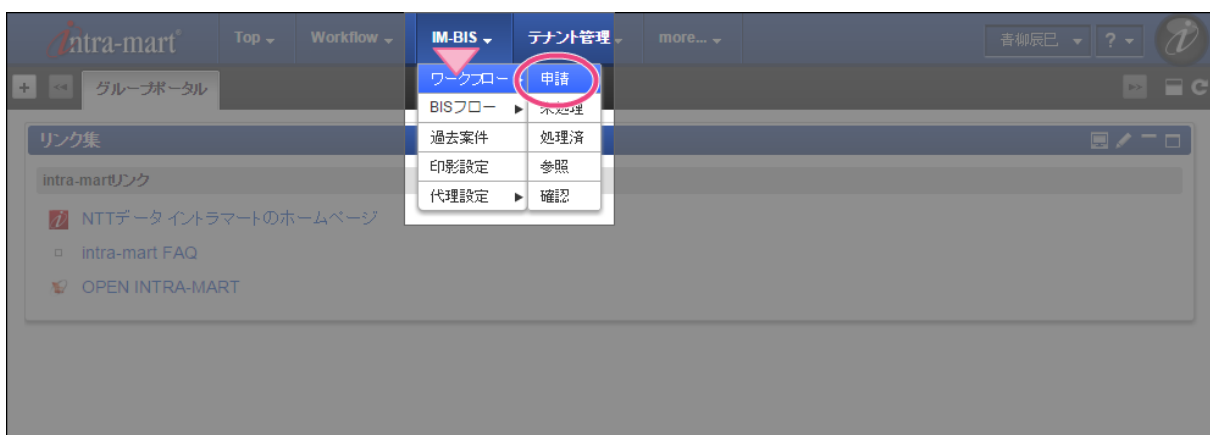 intra-mart Top Workflow IM-BIS テナント管理 more... 青柳辰巳 ?
グループポータル
ワークフロー 申請
BISフロー 未処理
過去案件 処理済
印影設定 参照
代理設定 確認
リンク集
intra-martリンク
NTTデータ イントラマートのホームページ
intra-mart FAQ
OPEN INTRA-MART